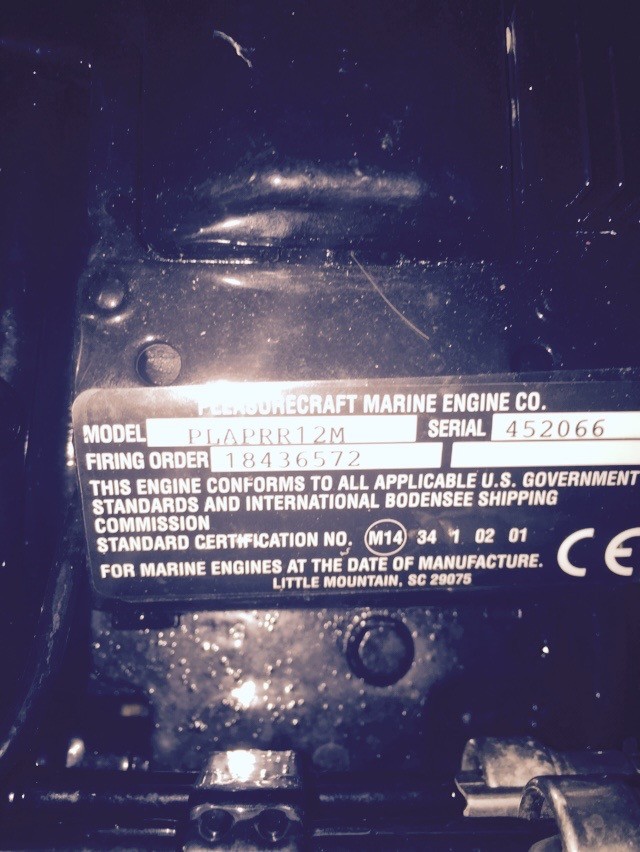 PLEASURECRAFT MARINE ENGINE CO.
MODEL PLAPRR12M SERIAL 452066
FIRING ORDER 18436572
THIS ENGINE CONFORMS TO ALL APPLICABLE U.S. GOVERNMENT
STANDARDS AND INTERNATIONAL BODENSEE SHIPPING
COMMISSION
STANDARD CERTIFICATION NO. M14 34 1 02 01
FOR MARINE ENGINES AT THE DATE OF MANUFACTURE. CE
LITTLE MOUNTAIN, SC 29075